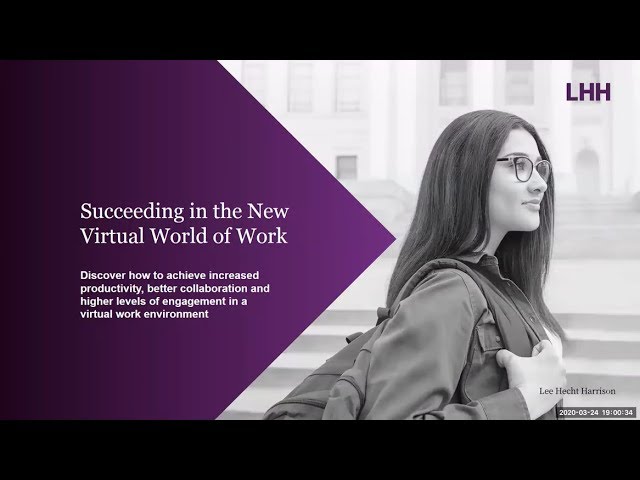 LHH
Succeeding in the New
Virtual World of Work
Discover how to achieve increased
productivity, better collaboration and
higher levels of engagement in a
virtual work environment
Lee Hecht Harrison
2020-03-24 19:00:34